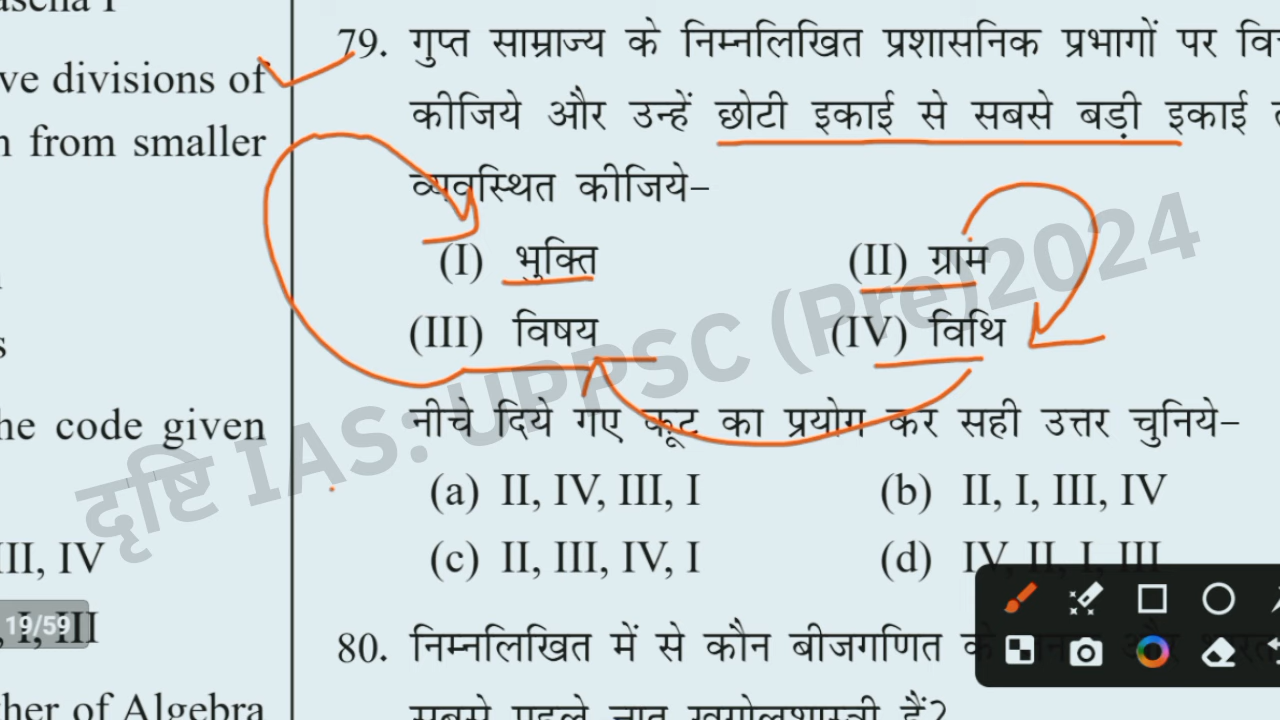 ve divisions of
n from smaller
he code given
III, IV
, I, III
19/59
her of Algebra
79. गुप्त साम्राज्य के निम्नलिखित प्रशासनिक प्रभागों पर
कीजिये और उन्हें छोटी इकाई से सबसे बड़ी इकाई
व्यवस्थित कीजिये–
(I) भुक्ति (II) ग्राम
(III) विषय (IV) विथि
नीचे दिये गए कूट का प्रयोग कर सही उत्तर चुनिये–
(a) II, IV, III, I (b) II, I, III, IV
(c) II, III, IV, I (d) IV, II, I, III
80. निम्नलिखित में से कौन बीजगणित
दृष्टि IAS: UPPSC (Pre) 2024